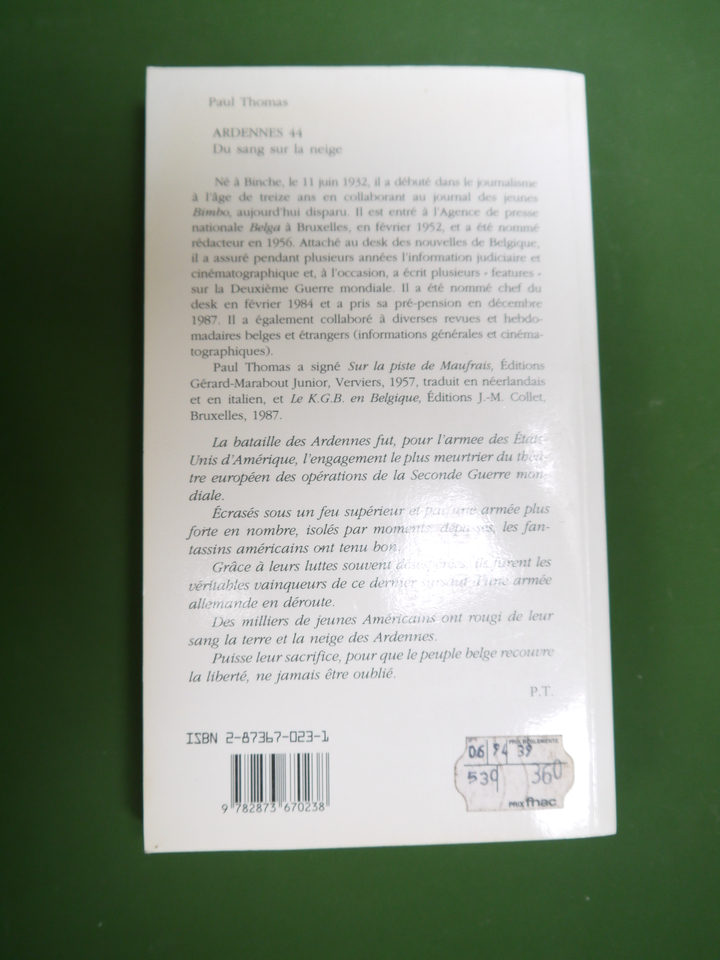 Paul Thomas
ARDENNES 44
Du sang sur la neige
Né à Binche, le 11 juin 1932, il a débuté dans le journalisme
à l'âge de treize ans en collaborant au journal des jeunes
Bimbo, aujourd'hui disparu. Il est entré à l'Agence de presse
nationale Belga à Bruxelles, en février 1952, et a été nommé
rédacteur en 1956. Attaché au desk des nouvelles de Belgique,
il a assuré pendant plusieurs années l'information judiciaire et
cinématographique et, à l'occasion, a écrit plusieurs « features »
sur la Deuxième Guerre mondiale. Il a été nommé chef du
desk en février 1984 et a pris sa pré-pension en décembre
1987. Il a également collaboré à diverses revues et hebdo-
madaires belges et étrangers (informations générales et cinéma-
tographiques).
Paul Thomas a signé Sur la piste de Maufrais, Éditions
Gérard-Marabout Junior, Verviers, 1957, traduit en néerlandais
et en italien, et Le K.G.B. en Belgique, Éditions J.-M. Collet,
Bruxelles, 1987.
La bataille des Ardennes fut, pour l'armee des États-
Unis d'Amérique, l'engagement le plus meurtrier du théâ-
tre européen des opérations de la Seconde Guerre mon-
diale.
Écrasés sous un feu supérieur et par une armée plus
forte en nombre, isolés par moments, dépassés, les fan-
tassins américains ont tenu bon.
Grâce à leurs luttes souvent désespérées, ils furent les
véritables vainqueurs de ce dernier sursaut d'une armée
allemande en déroute.
Des milliers de jeunes Américains ont rougi de leur
sang la terre et la neige des Ardennes.
Puisse leur sacrifice, pour que le peuple belge recouvre
la liberté, ne jamais être oublié.
P.T.
ISBN 2-87367-023-1
9 782873 670238
06 94 39
539 360
PRIX fnac